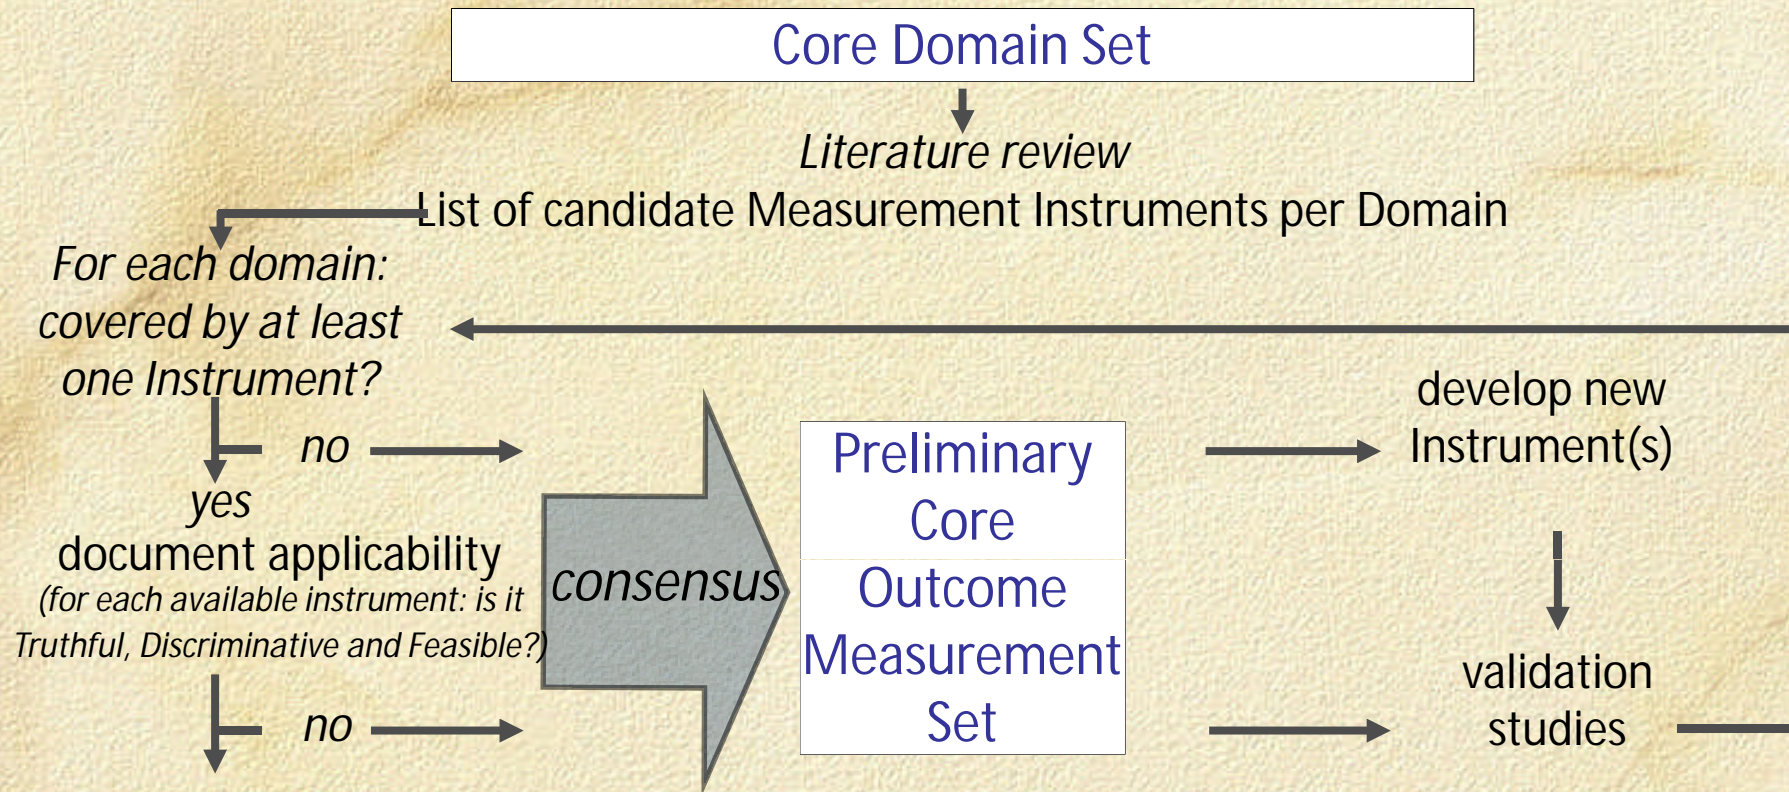 Core Domain Set
Literature review
List of candidate Measurement Instruments per Domain
For each domain:
covered by at least
one Instrument?
no
yes
document applicability
(for each available instrument: is it
Truthful, Discriminative and Feasible?)
no
consensus
Preliminary
Core
Outcome
Measurement
Set
develop new
Instrument(s)
validation
studies